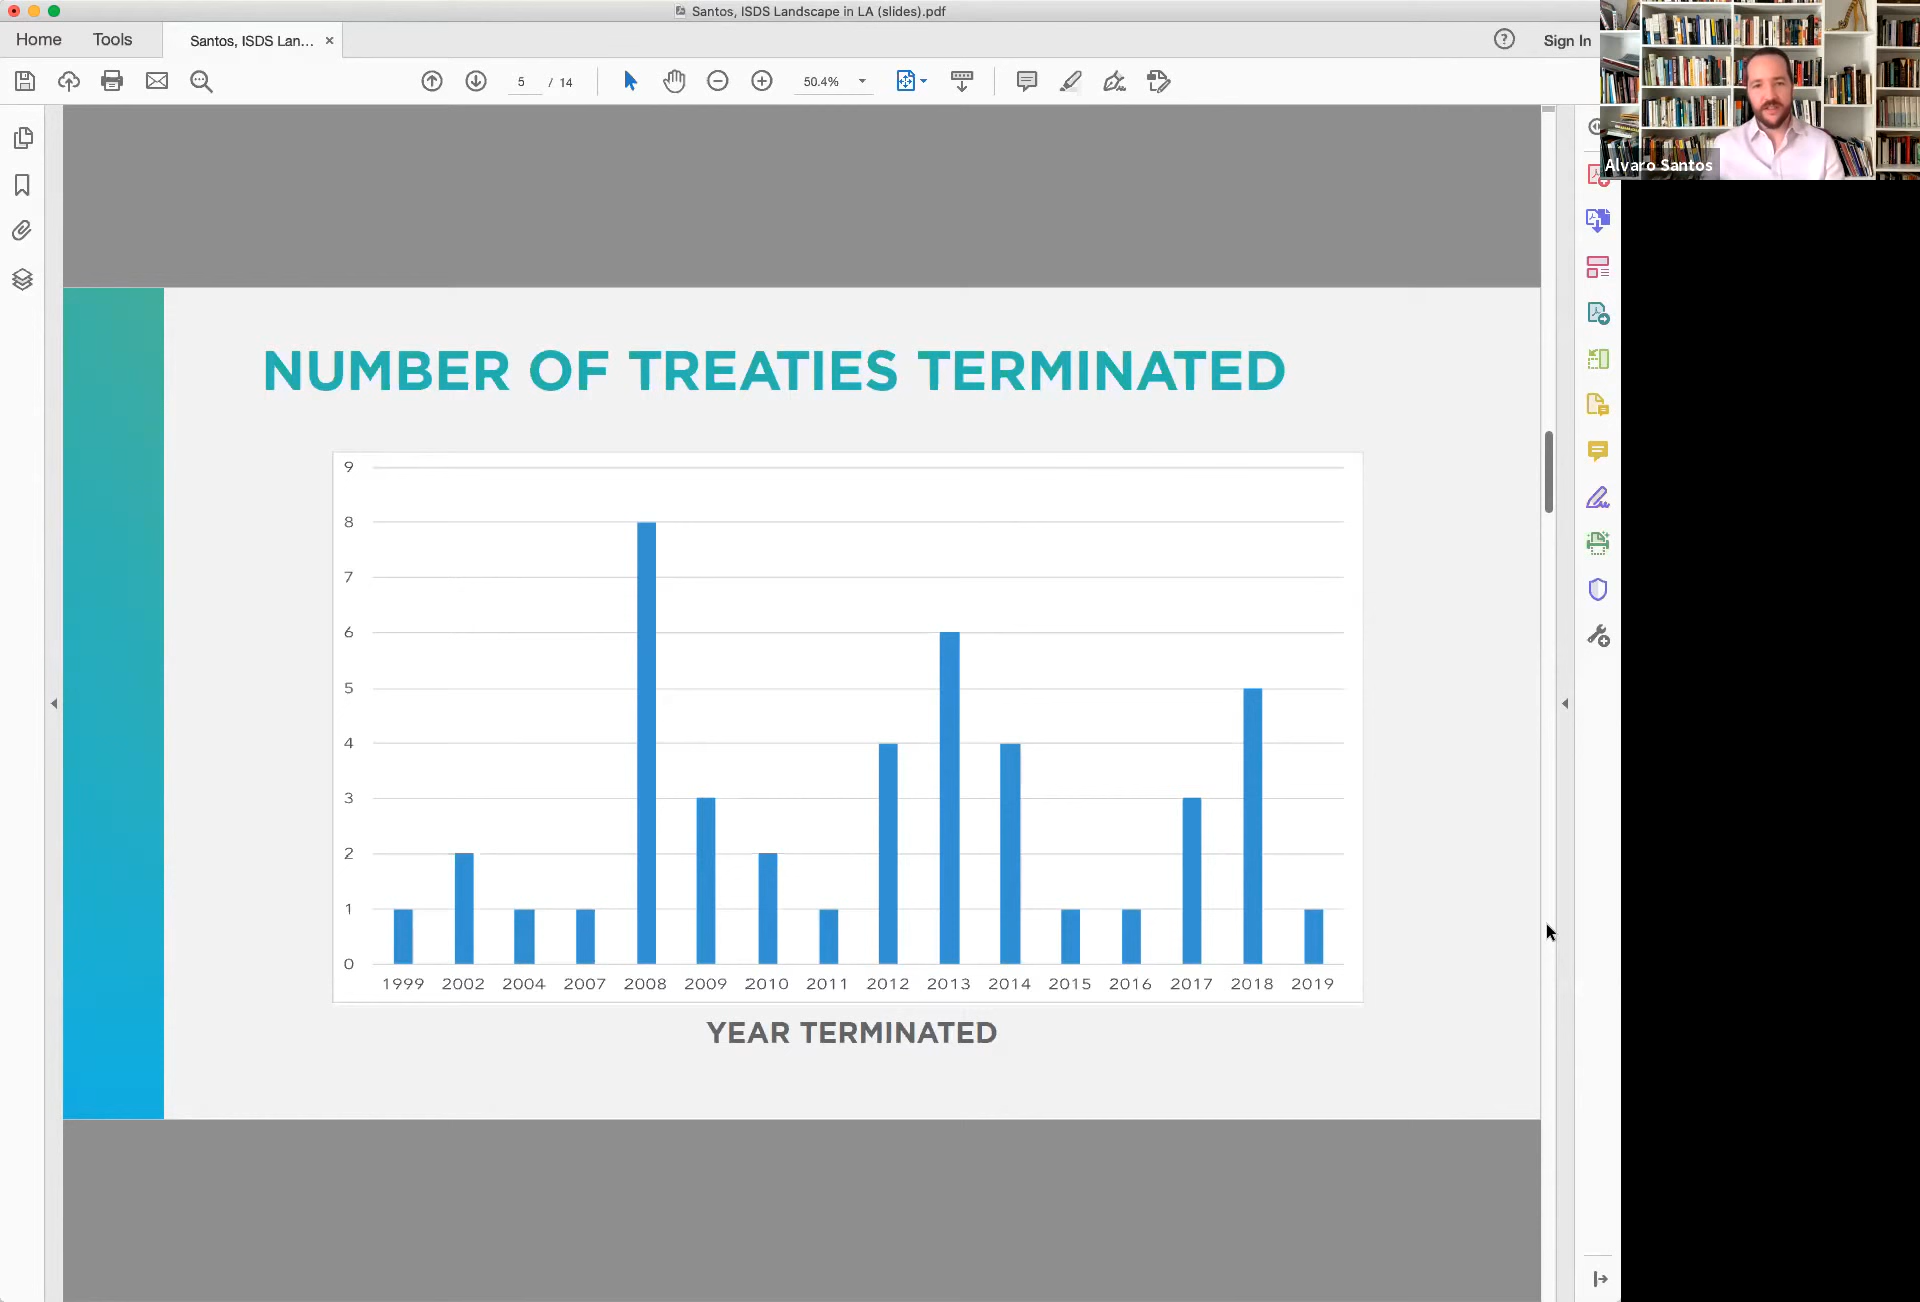 Santos, ISDS Landscape in LA (slides).pdf
Home
Tools
Santos, ISDS Lan...
Sign In
5 / 14
50.4%
Alvaro Santos
NUMBER OF TREATIES TERMINATED
9
8
7
6
5
4
3
2
1
0
1999 2002 2004 2007 2008 2009 2010 2011 2012 2013 2014 2015 2016 2017 2018 2019
YEAR TERMINATED